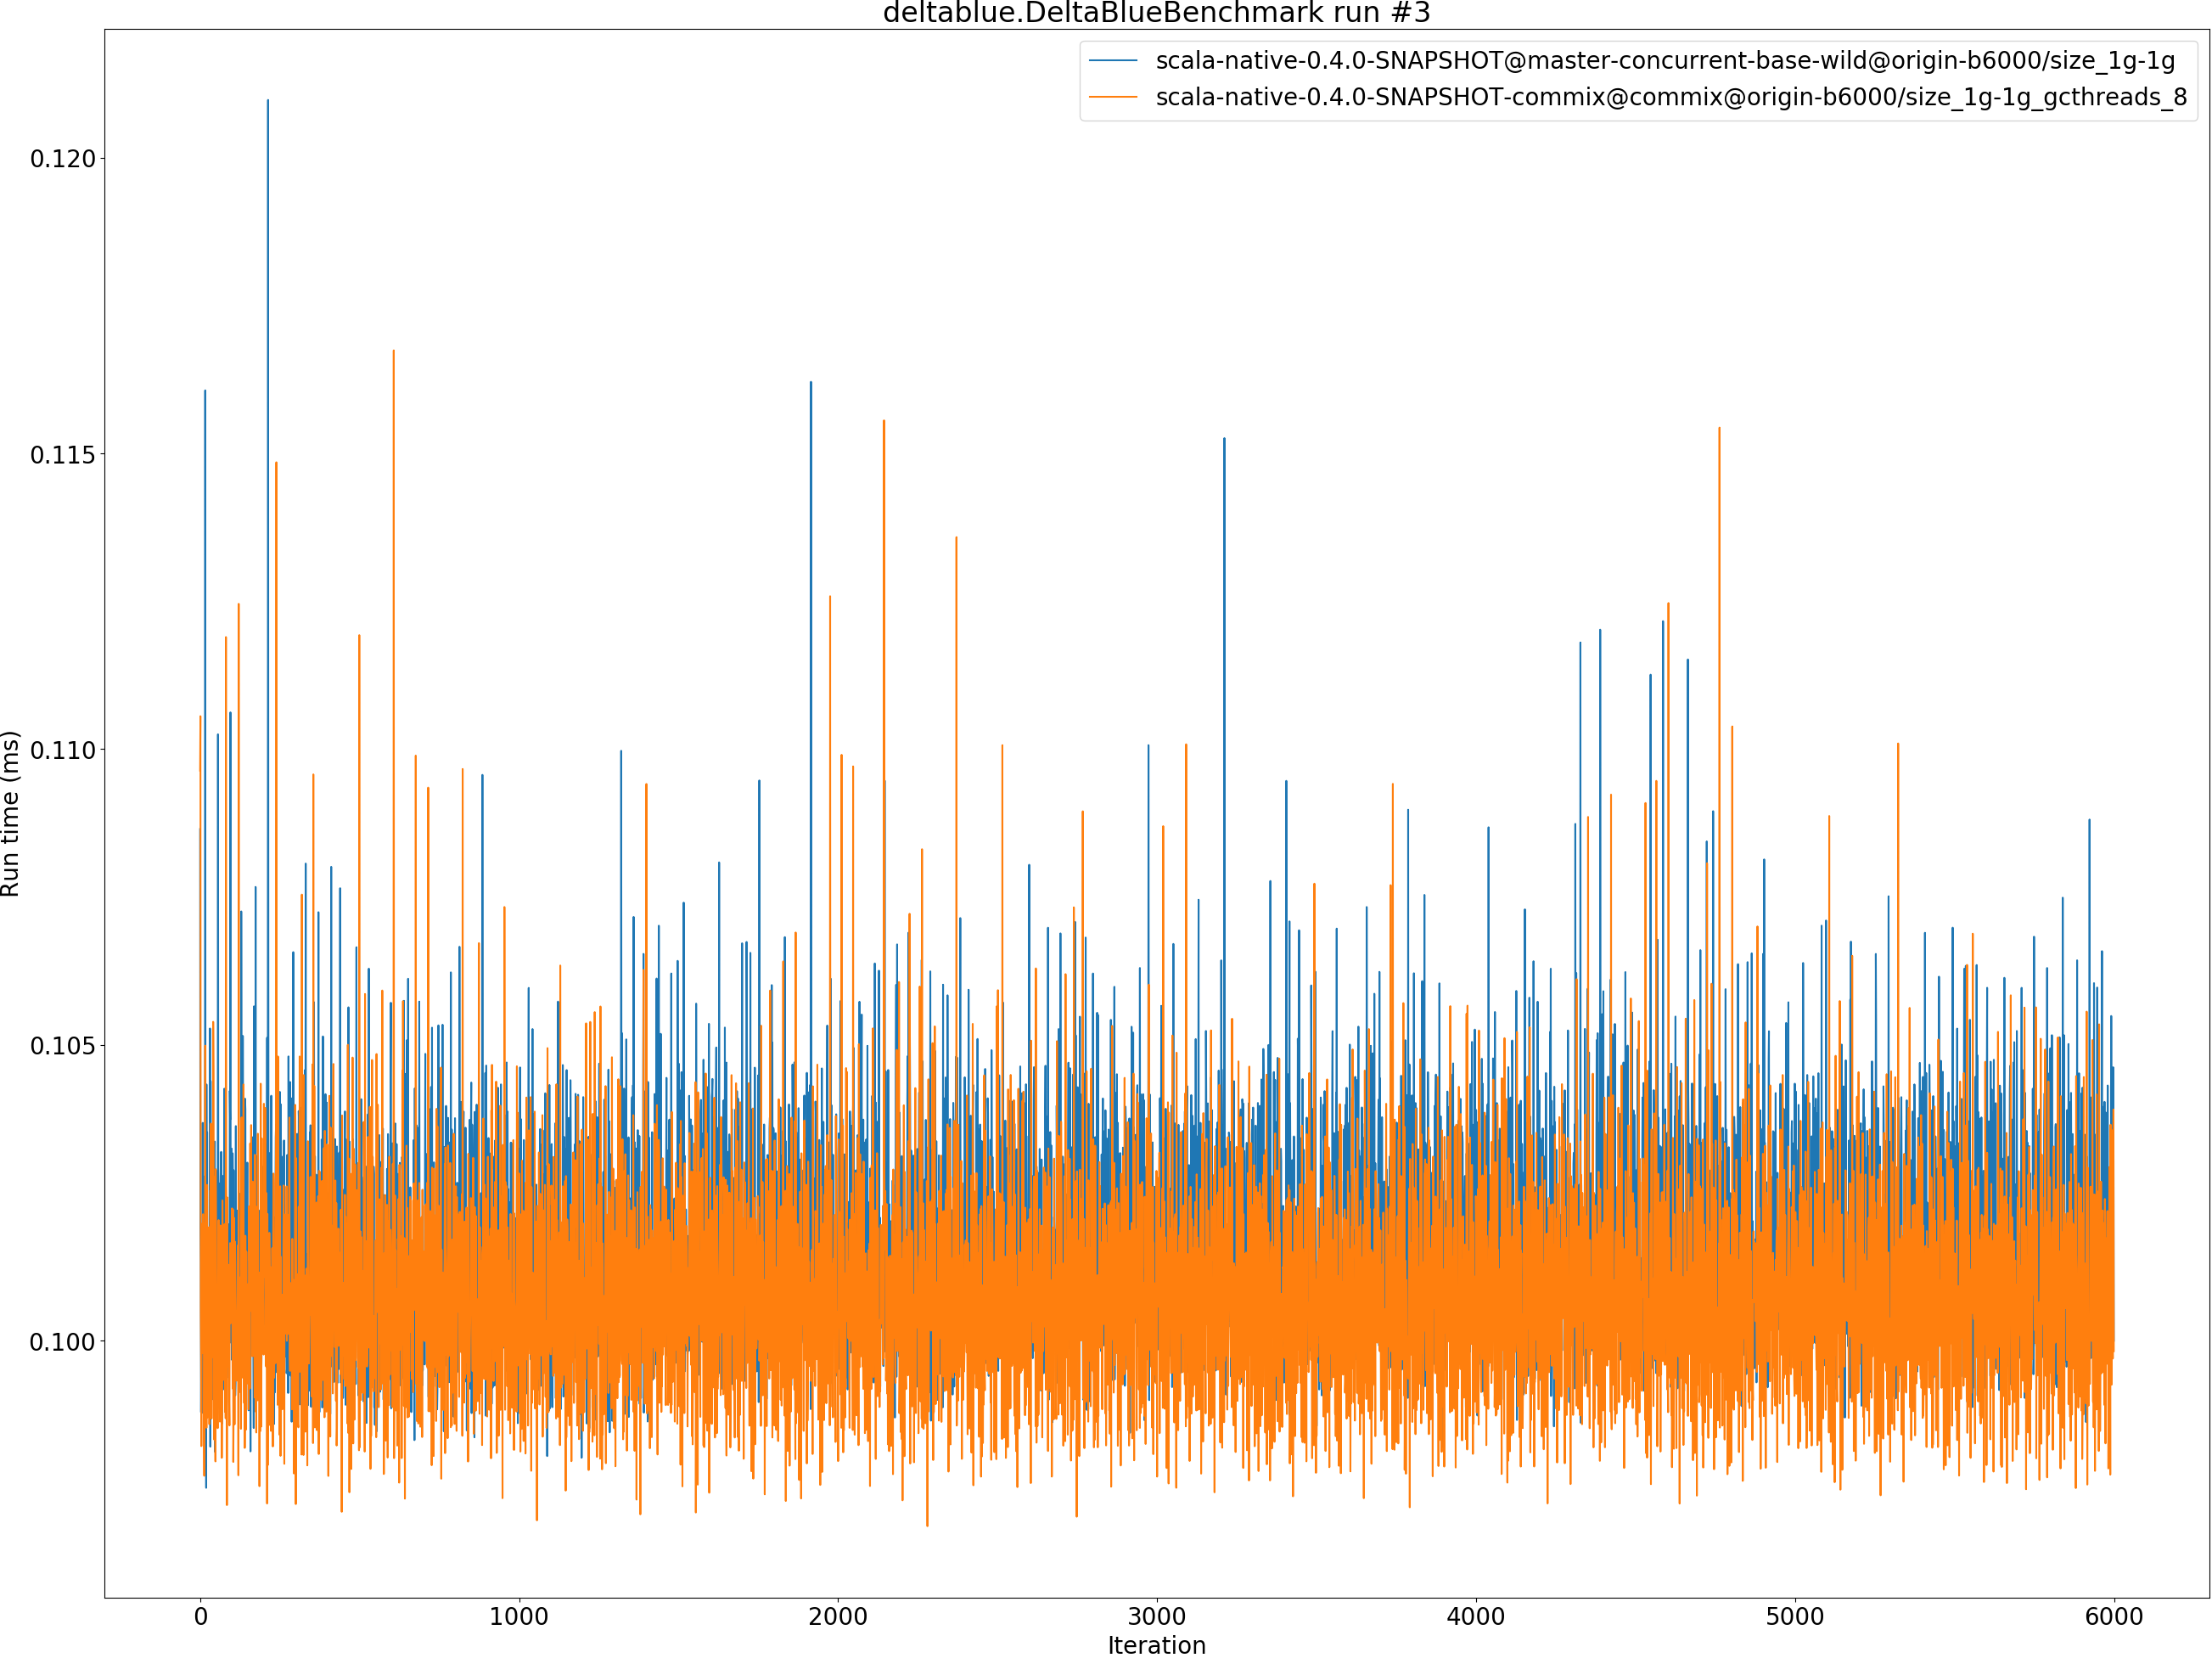 deltablue.DeltaBlueBenchmark run #3
scala-native-0.4.0-SNAPSHOT@master-concurrent-base-wild@origin-b6000/size_1g-1g
scala-native-0.4.0-SNAPSHOT-commix@commix@origin-b6000/size_1g-1g_gcthreads_8
Run time (ms)
0.120
0.115
0.110
0.105
0.100
0 1000 2000 3000 4000 5000 6000
Iteration